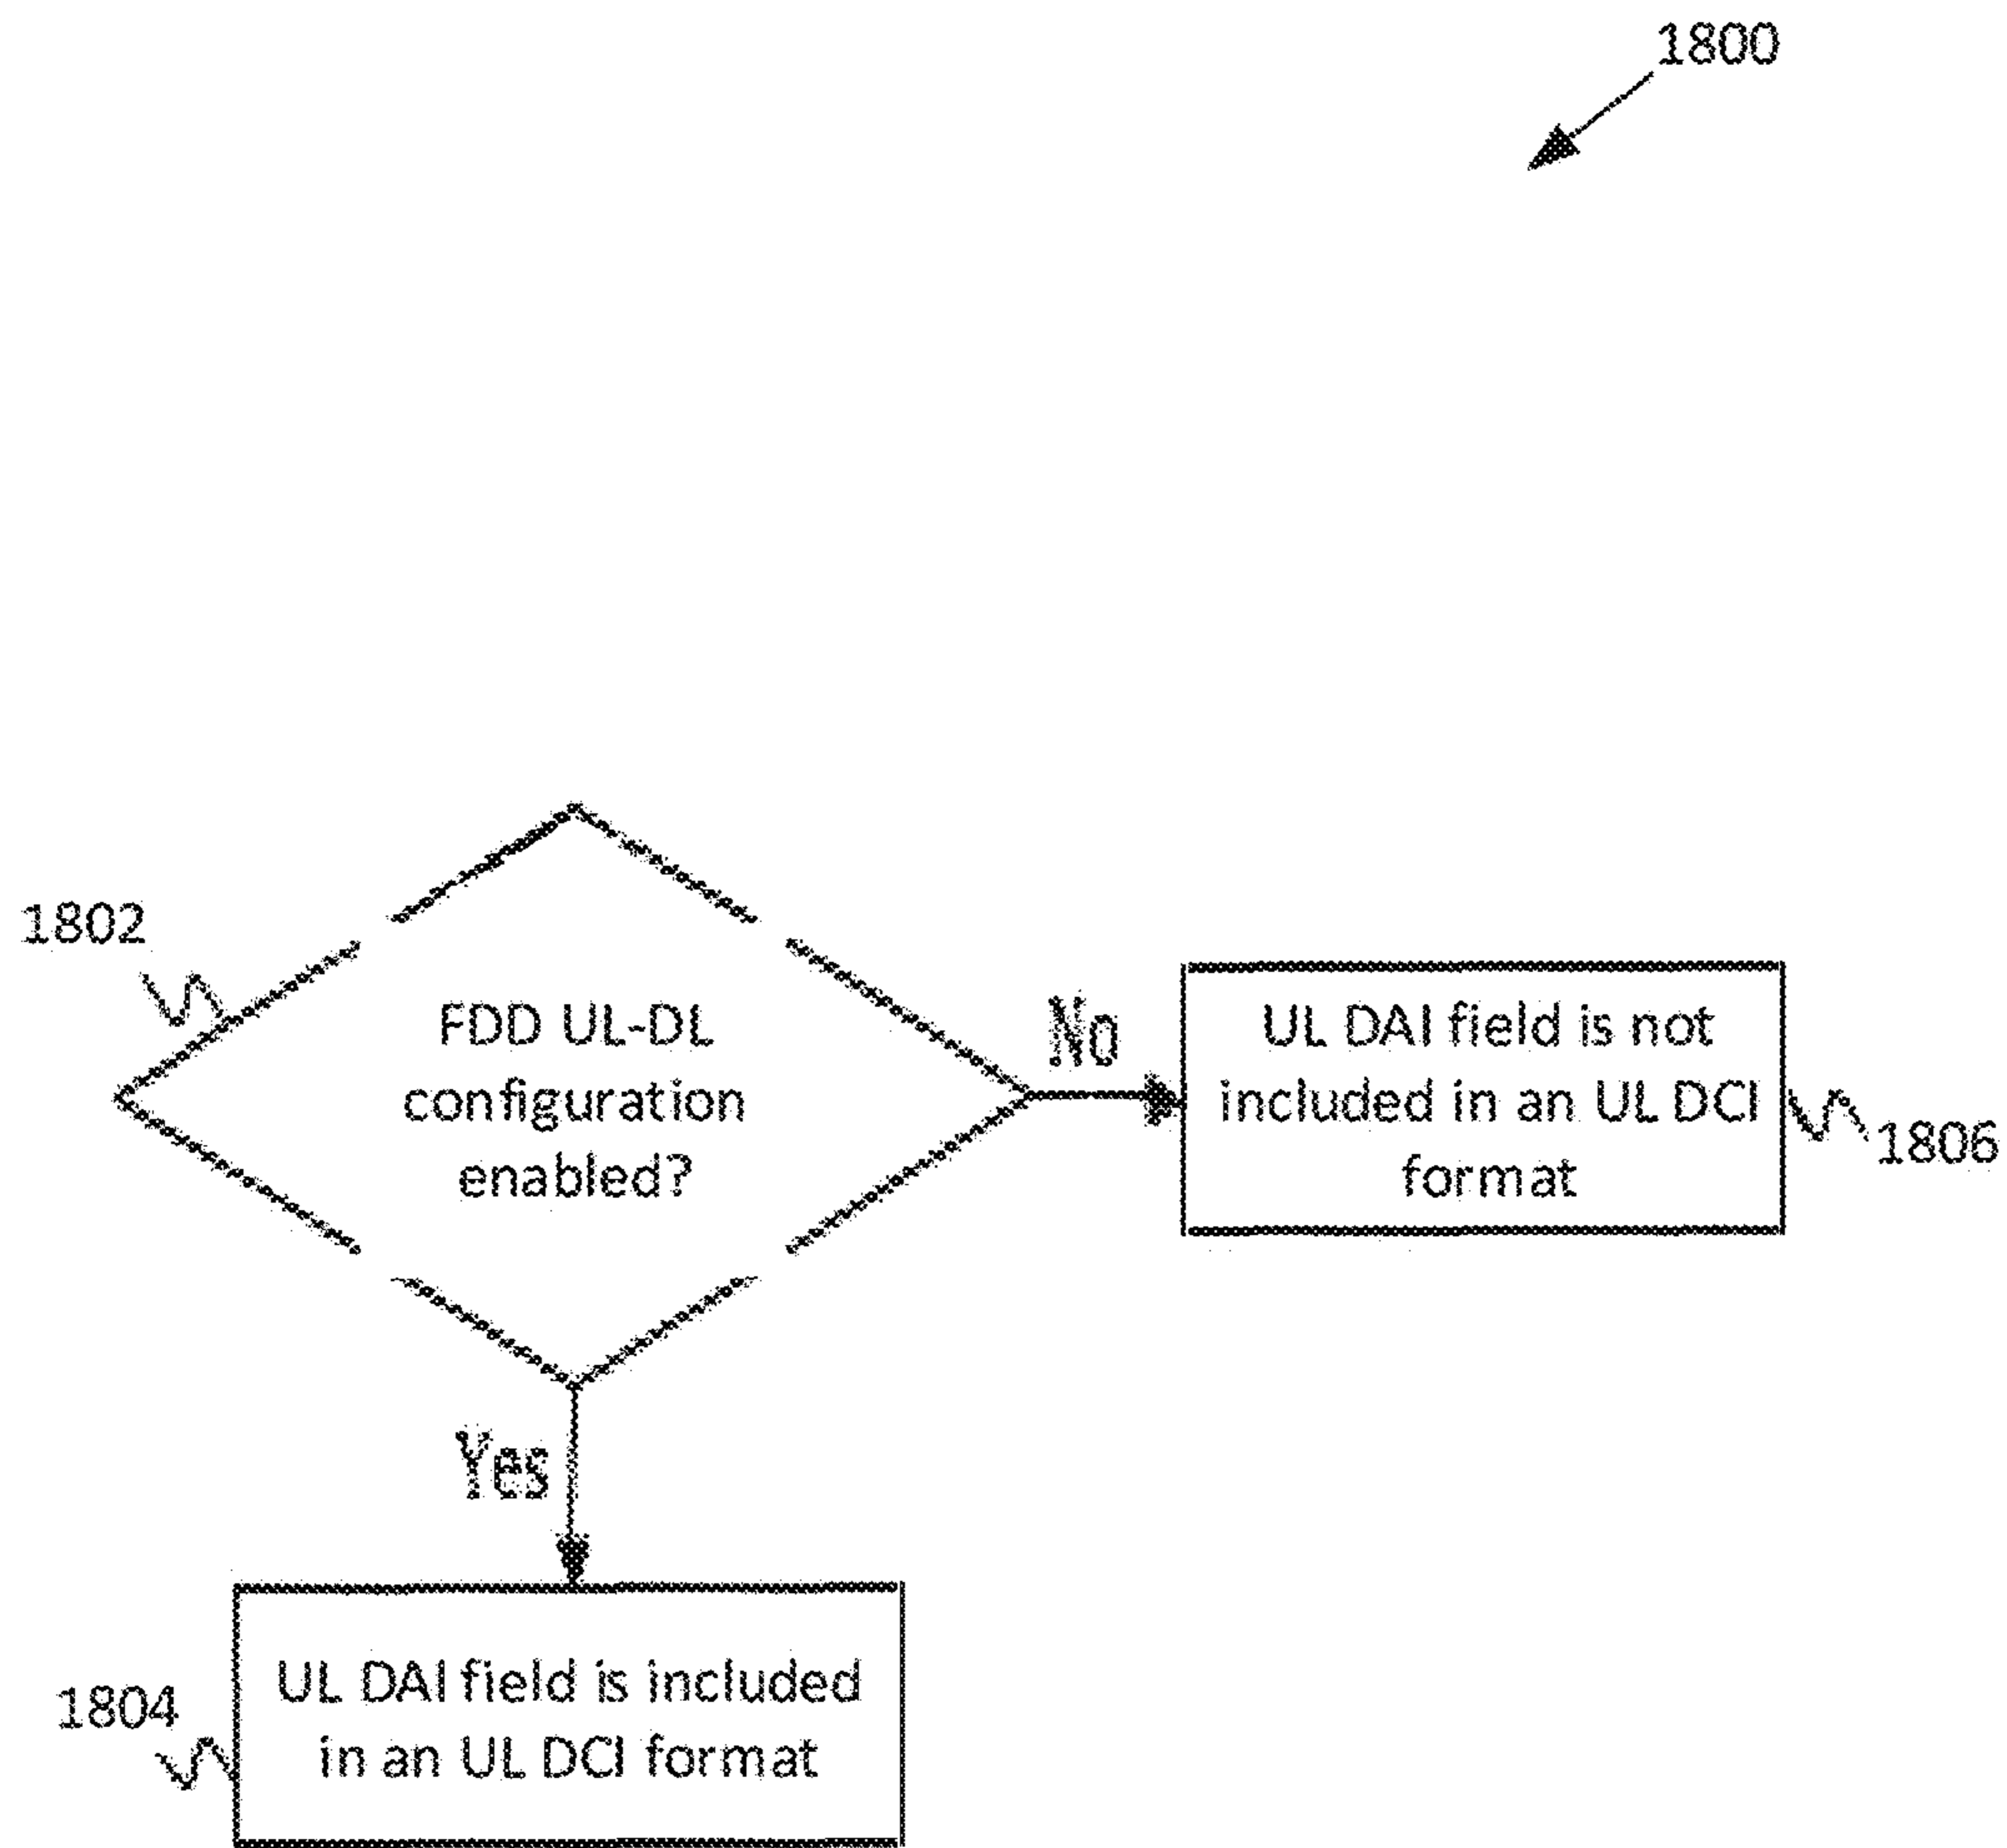 1800
1802
FDD UL-DL
configuration
enabled?
No
UL DAI field is not
included in an UL DCI
format
1806
Yes
1804
UL DAI field is included
in an UL DCI format